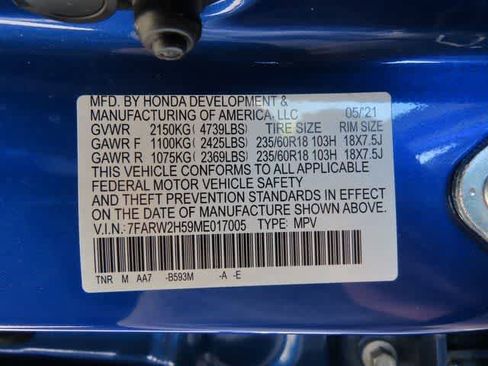 MFD. BY HONDA DEVELOPMENT &
MANUFACTURING OF AMERICA, LLC 05/21
GVWR 2150KG( 4739LBS) TIRE SIZE RIM SIZE
GAWR F 1100KG( 2425LBS) 235/60R18 103H 18X7.5J
GAWR R 1075KG( 2369LBS) 235/60R18 103H 18X7.5J
THIS VEHICLE CONFORMS TO ALL APPLICABLE
FEDERAL MOTOR VEHICLE SAFETY
AND THEFT PREVENTION STANDARDS IN EFFECT
ON THE DATE OF MANUFACTURE SHOWN ABOVE.
V.I.N.: 7FARW2H59ME017005 TYPE: MPV
TNR M AA7 -B593M -A -E